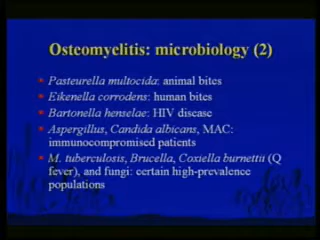 Osteomyelitis: microbiology (2)
Pasteurella multocida: animal bites
Eikenella corrodens: human bites
Bartonella henselae: HIV disease
Aspergillus, Candida albicans, MAC:
immunocompromised patients
M. tuberculosis, Brucella, Coxiella burnettii (Q
fever), and fungi: certain high-prevalence
populations